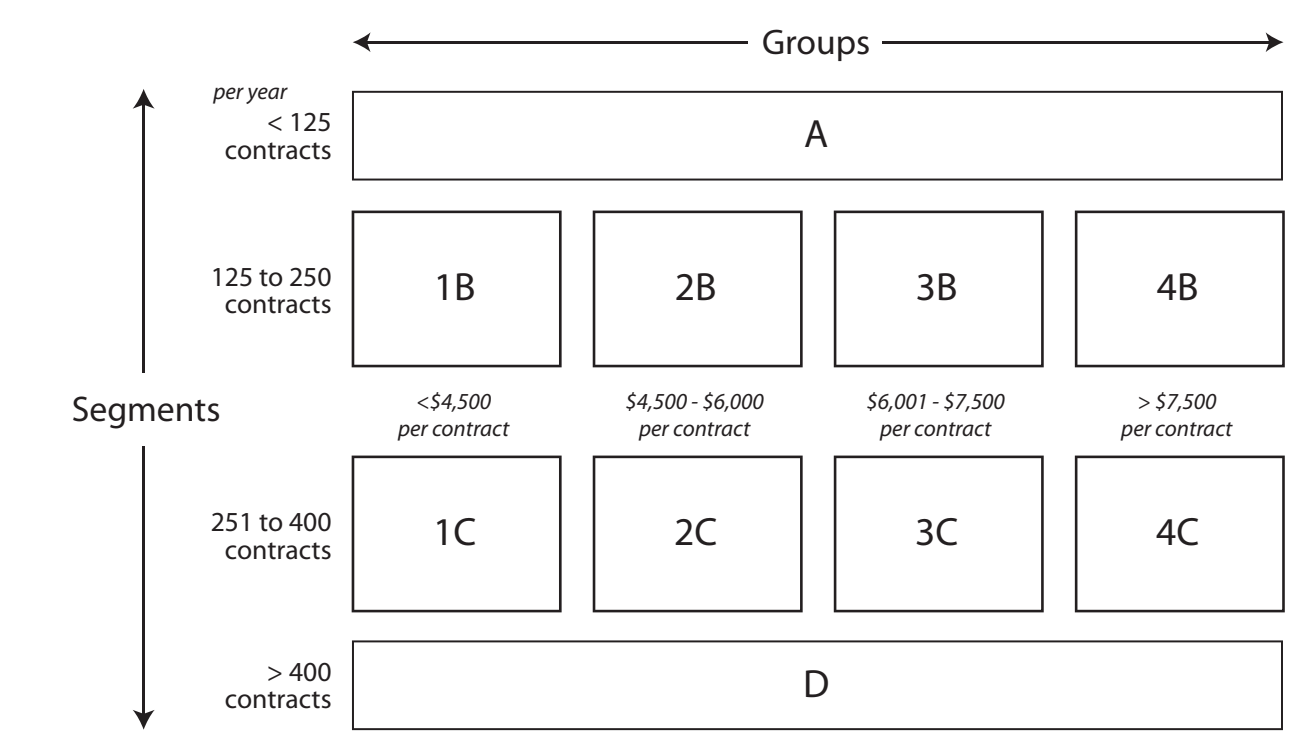 Groups
per year
< 125
contracts
A
125 to 250
contracts
1B
2B
3B
4B
Segments
<$4,500
per contract
$4,500 - $6,000
per contract
$6,001 - $7,500
per contract
> $7,500
per contract
251 to 400
contracts
1C
2C
3C
4C
> 400
contracts
D